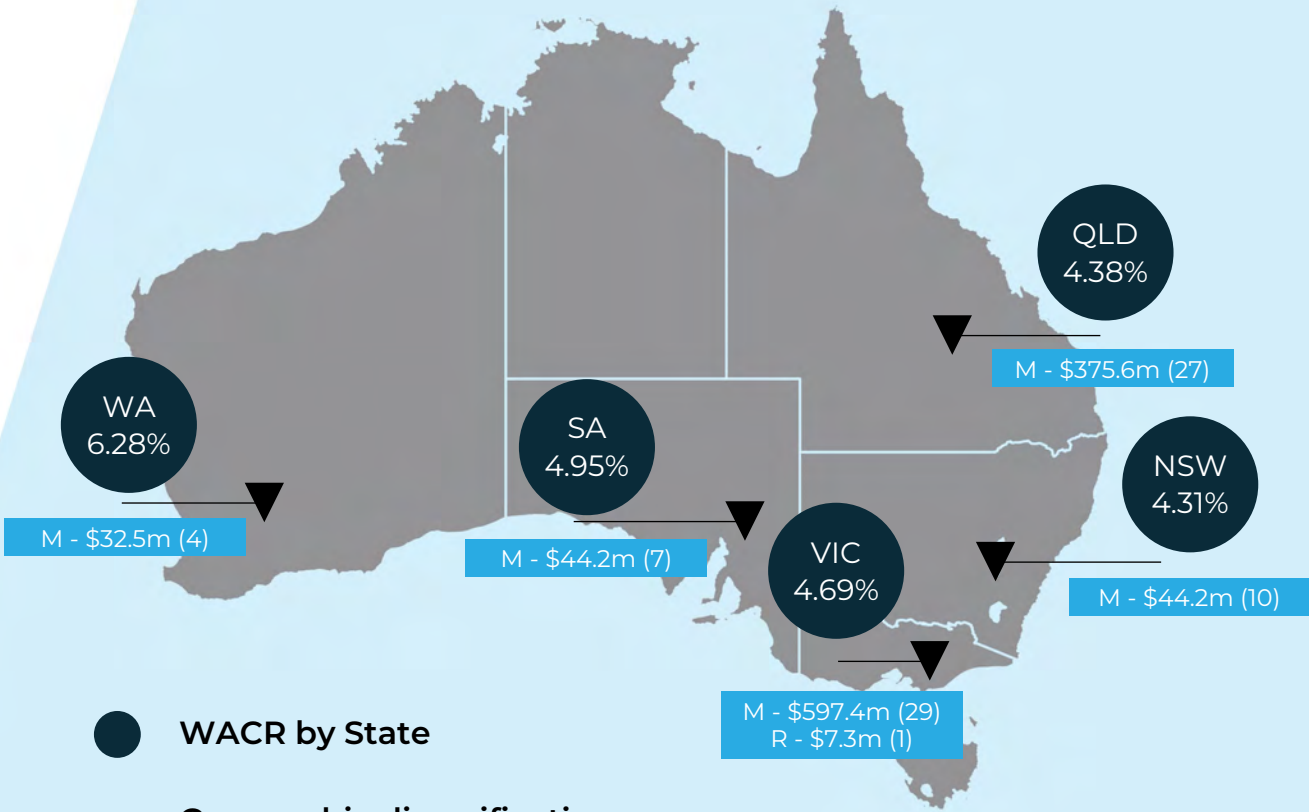 QLD
4.38%
M - $375.6m (27)
WA
6.28%
M - $32.5m (4)
SA
4.95%
M - $44.2m (7)
NSW
4.31%
M - $44.2m (10)
VIC
4.69%
M - $597.4m (29)
R - $7.3m (1)
WACR by State